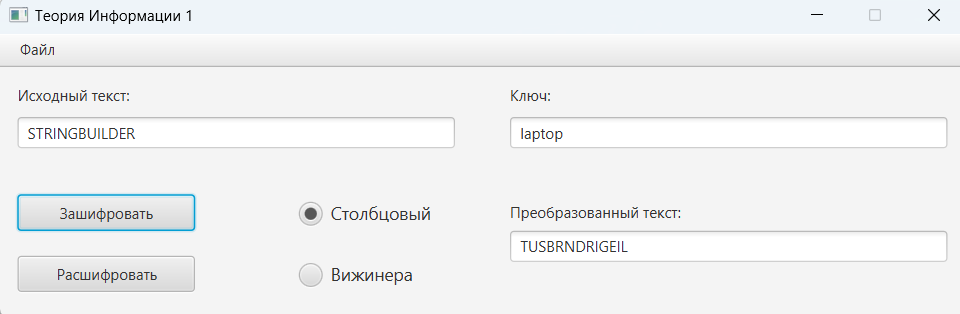 Теория Информации 1
Файл
Исходный текст:
STRINGBUILDER
Ключ:
laptop
Зашифровать
Столбцовый
Преобразованный текст:
TUSBRNDRIGEIL
Расшифровать
Вижинера